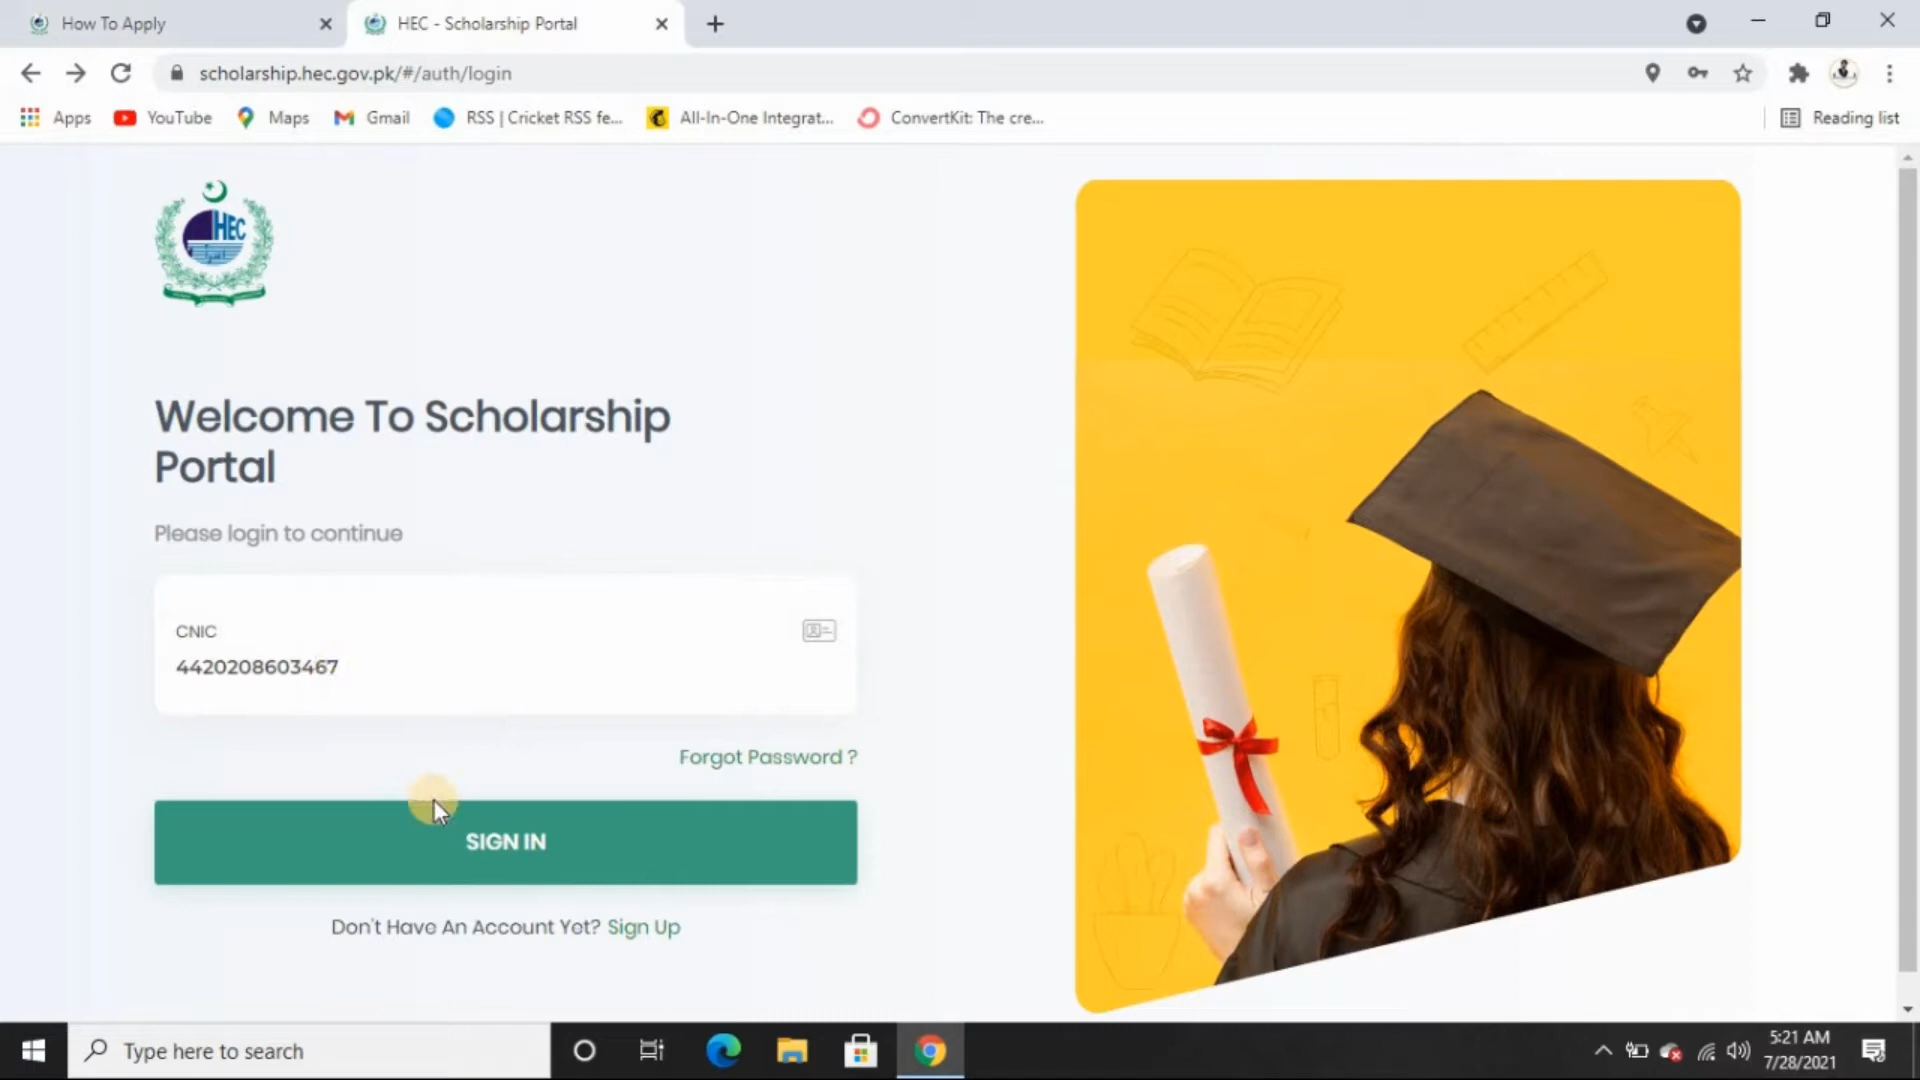 How To Apply
HEC - Scholarship Portal
scholarship.hec.gov.pk/#/auth/login
Apps
YouTube
Maps
Gmail
RSS | Cricket RSS fe...
All-In-One Integrat...
ConvertKit: The cre...
Reading list
HEC
Welcome To Scholarship
Portal
Please login to continue
CNIC
4420208603467
Forgot Password ?
SIGN IN
Don't Have An Account Yet? Sign Up
Type here to search
5:21 AM
7/28/2021